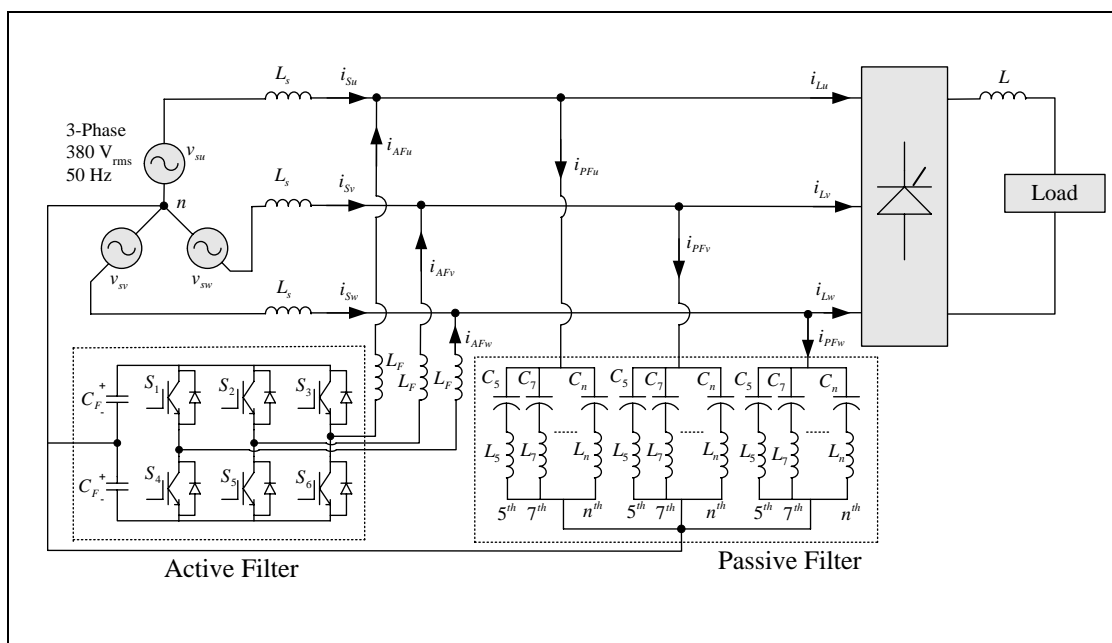 L_s i_Su i_Lu L
3-Phase
380 V_rms
50 Hz
v_su i_AFu i_PFu
L_s i_Sv i_Lv Load
n
i_AFv i_PFv
v_sv v_sw
L_s i_Sw i_Lw
i_AFw i_PFw
L_F L_F L_F
C_F + - S_1 S_2 S_3
C_F + - S_4 S_5 S_6
C_5 C_7 C_n C_5 C_7 C_n C_5 C_7 C_n
L_5 L_7 L_n L_5 L_7 L_n L_5 L_7 L_n
5^th 7^th n^th 5^th 7^th n^th 5^th 7^th n^th
Active Filter
Passive Filter